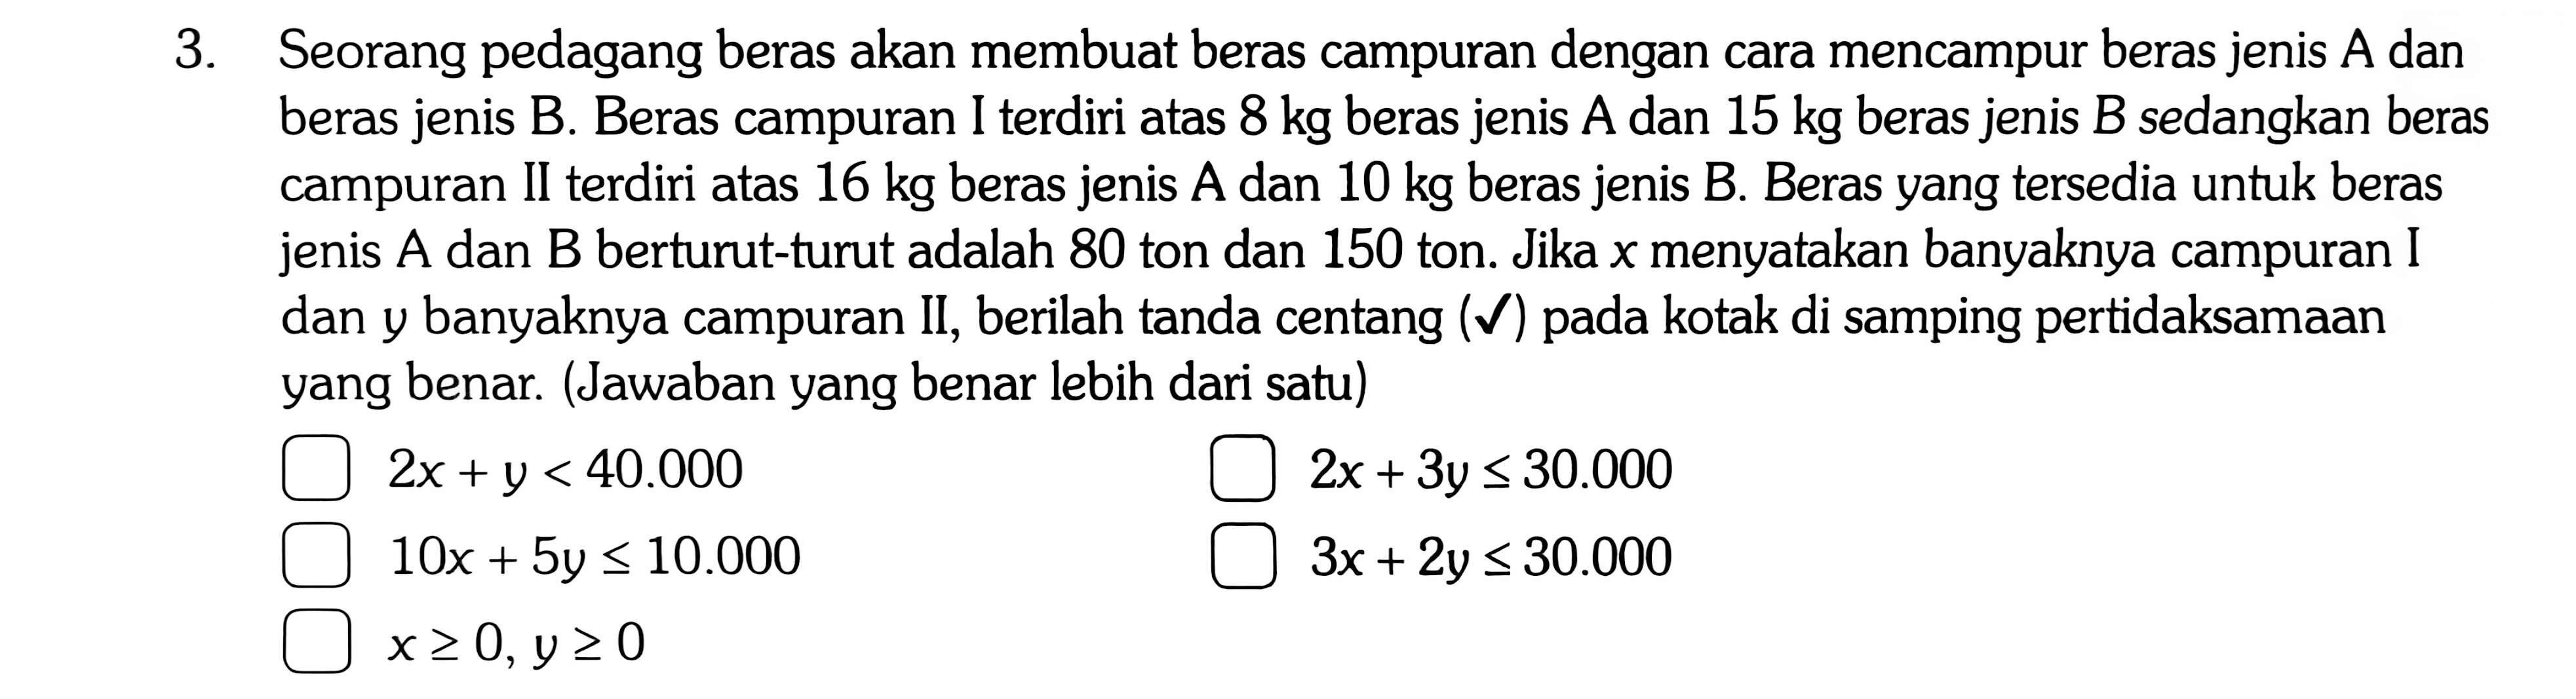 3. Seorang pedagang beras akan membuat beras campuran dengan cara mencampur beras jenis A dan
beras jenis B. Beras campuran I terdiri atas 8 kg beras jenis A dan 15 kg beras jenis B sedangkan beras
campuran II terdiri atas 16 kg beras jenis A dan 10 kg beras jenis B. Beras yang tersedia untuk beras
jenis A dan B berturut-turut adalah 80 ton dan 150 ton. Jika x menyatakan banyaknya campuran I
dan y banyaknya campuran II, berilah tanda centang (✓) pada kotak di samping pertidaksamaan
yang benar. (Jawaban yang benar lebih dari satu)
2x + y < 40.000
2x + 3y ≤ 30.000
10x + 5y ≤ 10.000
3x + 2y ≤ 30.000
x ≥ 0, y ≥ 0